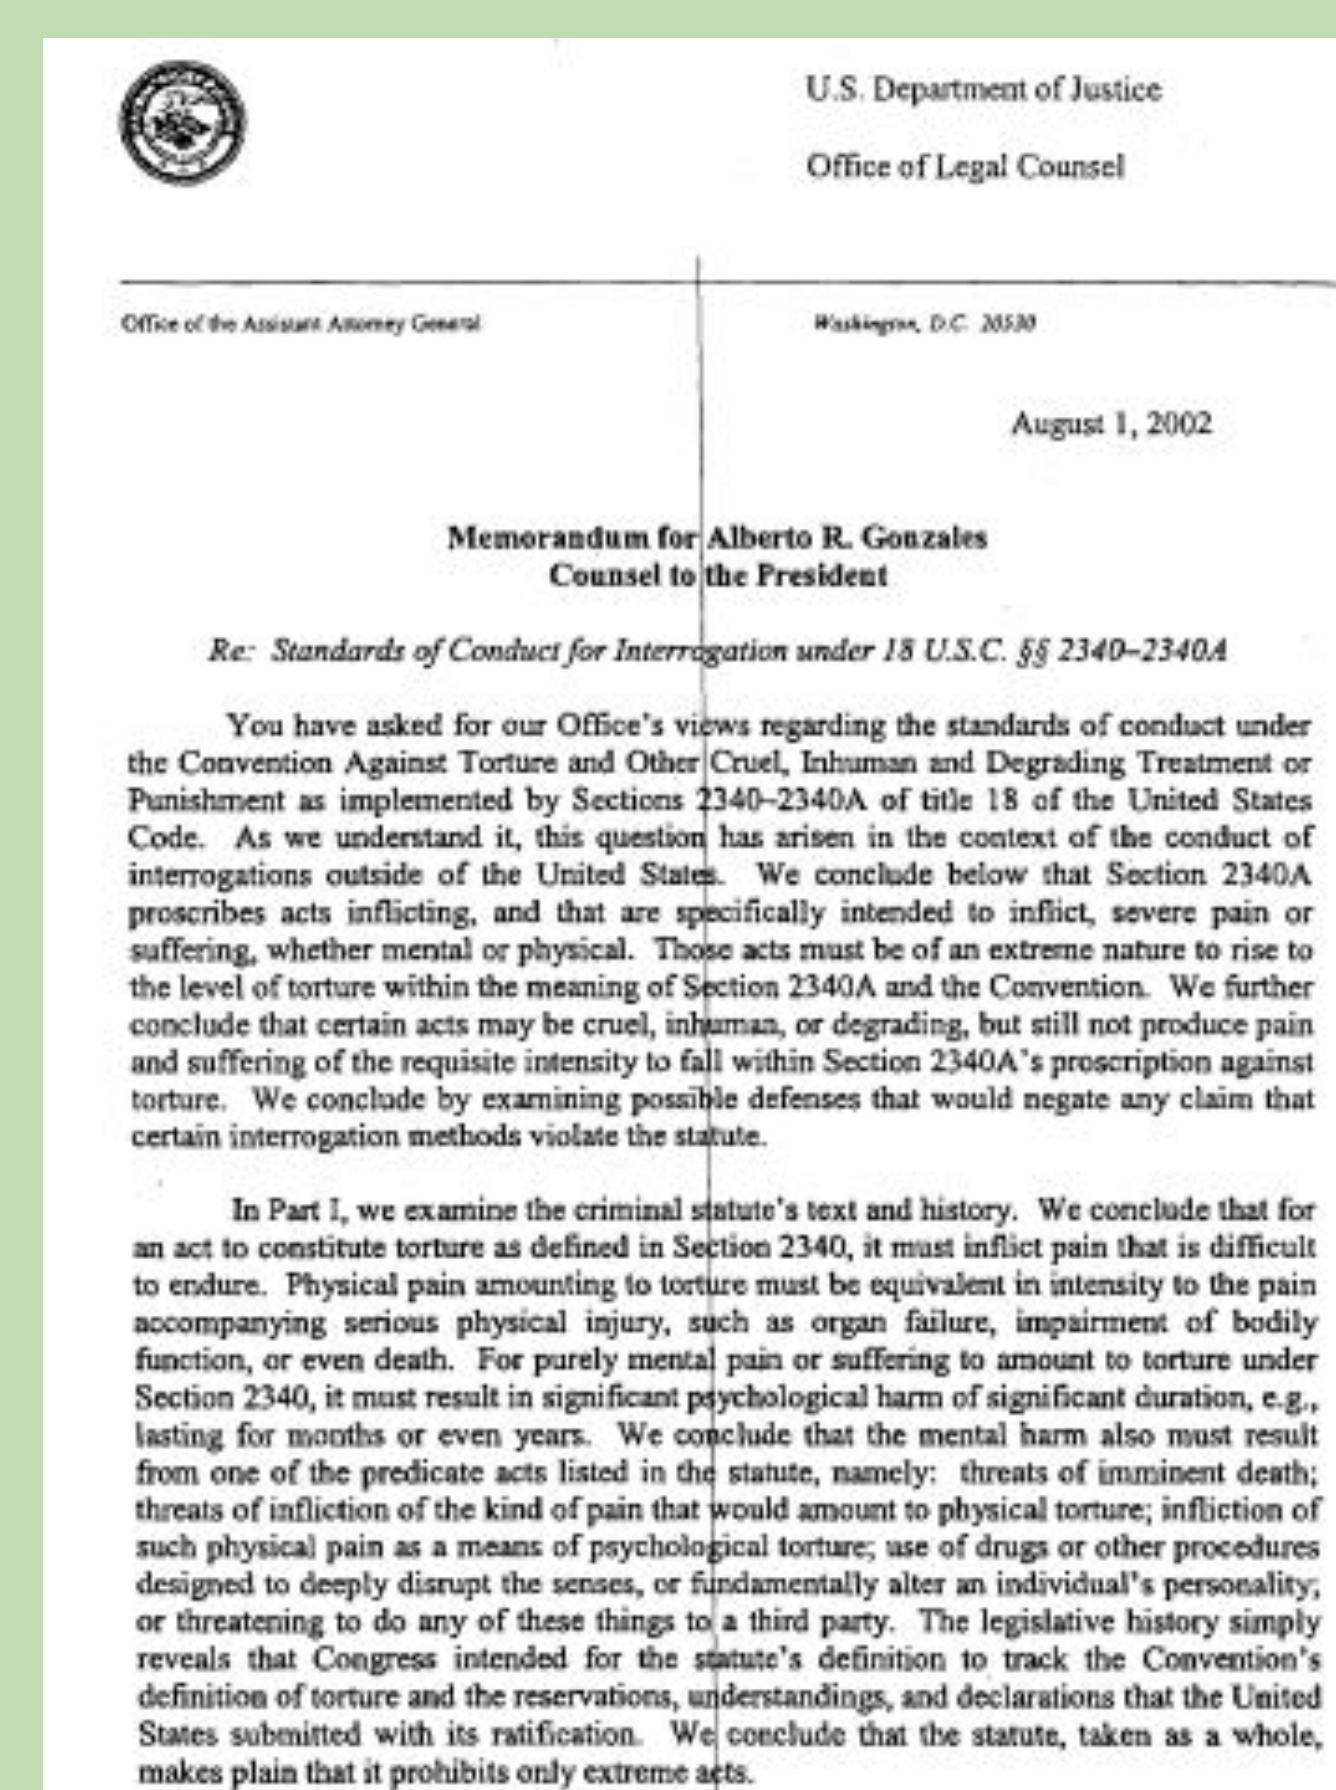 U.S. Department of Justice
Office of Legal Counsel
Office of the Assistant Attorney General
Washington, D.C. 20530
August 1, 2002
Memorandum for Alberto R. Gonzales
Counsel to the President
Re: Standards of Conduct for Interrogation under 18 U.S.C. §§ 2340–2340A
You have asked for our Office's views regarding the standards of conduct under
the Convention Against Torture and Other Cruel, Inhuman and Degrading Treatment or
Punishment as implemented by Sections 2340–2340A of title 18 of the United States
Code. As we understand it, this question has arisen in the context of the conduct of
interrogations outside of the United States. We conclude below that Section 2340A
proscribes acts inflicting, and that are specifically intended to inflict, severe pain or
suffering, whether mental or physical. Those acts must be of an extreme nature to rise to
the level of torture within the meaning of Section 2340A and the Convention. We further
conclude that certain acts may be cruel, inhuman, or degrading, but still not produce pain
and suffering of the requisite intensity to fall within Section 2340A's proscription against
torture. We conclude by examining possible defenses that would negate any claim that
certain interrogation methods violate the statute.
In Part I, we examine the criminal statute's text and history. We conclude that for
an act to constitute torture as defined in Section 2340, it must inflict pain that is difficult
to endure. Physical pain amounting to torture must be equivalent in intensity to the pain
accompanying serious physical injury, such as organ failure, impairment of bodily
function, or even death. For purely mental pain or suffering to amount to torture under
Section 2340, it must result in significant psychological harm of significant duration, e.g.,
lasting for months or even years. We conclude that the mental harm also must result
from one of the predicate acts listed in the statute, namely: threats of imminent death;
threats of infliction of the kind of pain that would amount to physical torture; infliction of
such physical pain as a means of psychological torture; use of drugs or other procedures
designed to deeply disrupt the senses, or fundamentally alter an individual's personality;
or threatening to do any of these things to a third party. The legislative history simply
reveals that Congress intended for the statute's definition to track the Convention's
definition of torture and the reservations, understandings, and declarations that the United
States submitted with its ratification. We conclude that the statute, taken as a whole,
makes plain that it prohibits only extreme acts.